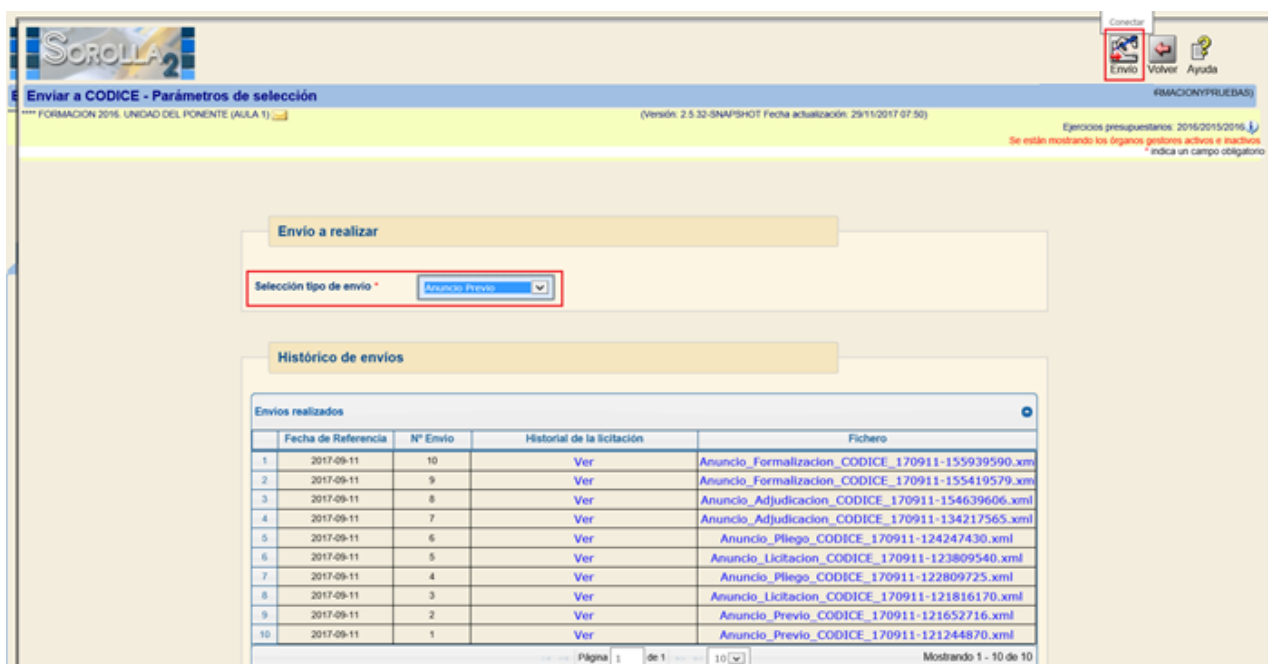 Conectar
SOROLLA2
Envío Volver Ayuda
Enviar a CODICE - Parámetros de selección
RMACIONYPRUEBAS)
**** FORMACION 2016. UNIDAD DEL PONENTE (AULA 1) (Versión: 2.5.32-SNAPSHOT Fecha actualización: 29/11/2017 07:50)
Ejercicios presupuestarios: 2016/2015/2016
Se están mostrando los órganos gestores activos e inactivos
* indica un campo obligatorio
Envío a realizar
Selección tipo de envío * Anuncio Previo
Histórico de envíos
Envíos realizados
Fecha de Referencia Nº Envío Historial de la licitación Fichero
1 2017-09-11 10 Ver Anuncio_Formalizacion_CODICE_170911-155939590.xm
2 2017-09-11 9 Ver Anuncio_Formalizacion_CODICE_170911-155419579.xm
3 2017-09-11 8 Ver Anuncio_Adjudicacion_CODICE_170911-154639606.xml
4 2017-09-11 7 Ver Anuncio_Adjudicacion_CODICE_170911-134217565.xml
5 2017-09-11 6 Ver Anuncio_Pliego_CODICE_170911-124247430.xml
6 2017-09-11 5 Ver Anuncio_Licitacion_CODICE_170911-123809540.xml
7 2017-09-11 4 Ver Anuncio_Pliego_CODICE_170911-122809725.xml
8 2017-09-11 3 Ver Anuncio_Licitacion_CODICE_170911-121816170.xml
9 2017-09-11 2 Ver Anuncio_Previo_CODICE_170911-121652716.xml
10 2017-09-11 1 Ver Anuncio_Previo_CODICE_170911-121244870.xml
Página 1 de 1 10 Mostrando 1 - 10 de 10